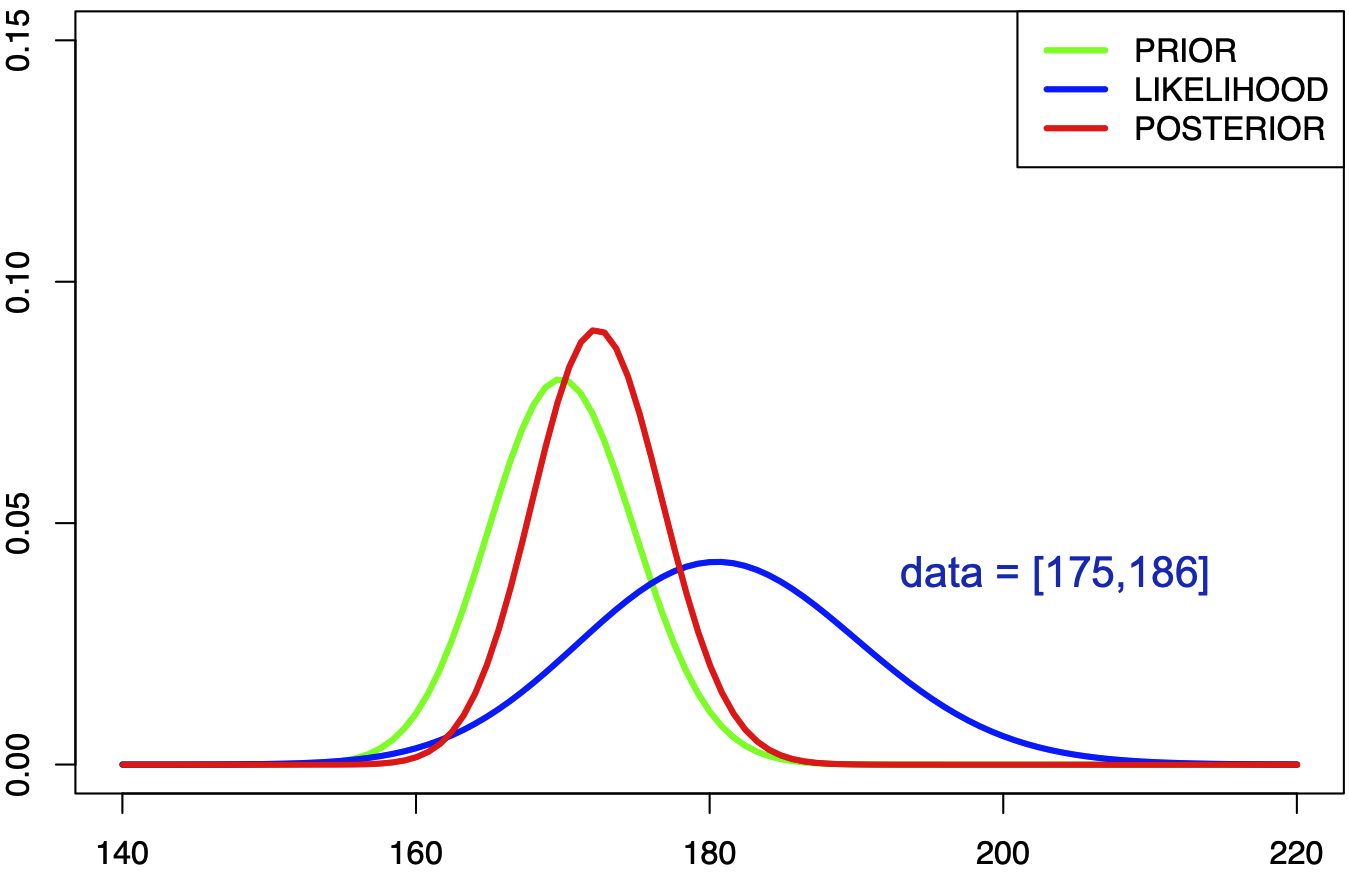 0.15
0.10
0.05
0.00
PRIOR
LIKELIHOOD
POSTERIOR
data = [175,186]
140 160 180 200 220